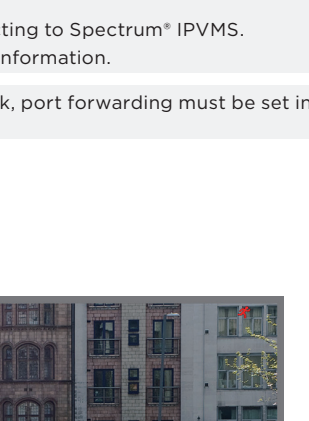 ting to Spectrum® IPVMS.
nformation.
k, port forwarding must be set in